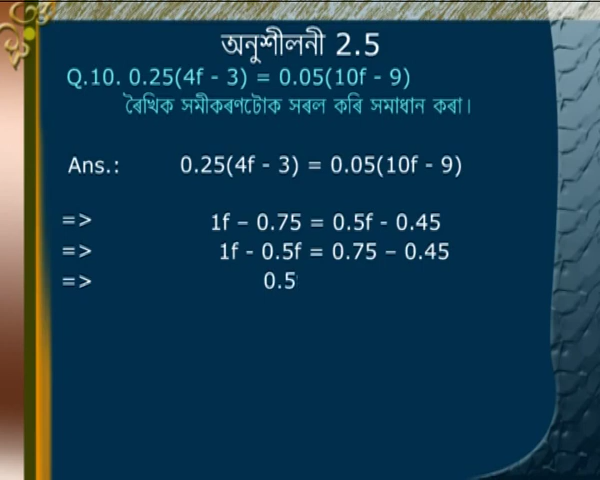 অনুশীলনী 2.5
Q.10. 0.25(4f - 3) = 0.05(10f - 9)
ৰৈখিক সমীকৰণটোক সৰল কৰি সমাধান কৰা।
Ans.: 0.25(4f - 3) = 0.05(10f - 9)
=> 1f – 0.75 = 0.5f - 0.45
=> 1f - 0.5f = 0.75 – 0.45
=> 0.5